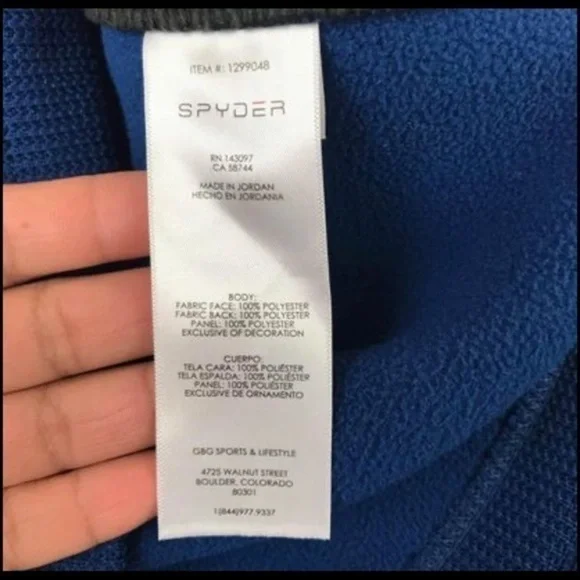 ITEM #: 1299048
SPYDER
RN 143097
CA 58744
MADE IN JORDAN
HECHO EN JORDANIA
BODY:
FABRIC FACE: 100% POLYESTER
FABRIC BACK: 100% POLYESTER
PANEL: 100% POLYESTER
EXCLUSIVE OF DECORATION
CUERPO:
TELA CARA: 100% POLIÉSTER
TELA ESPALDA: 100% POLIÉSTER
PANEL: 100% POLIÉSTER
EXCLUSIVE DE ORNAMENTO
GBG SPORTS & LIFESTYLE
4725 WALNUT STREET
BOULDER, COLORADO
80301
1(844)977.9337